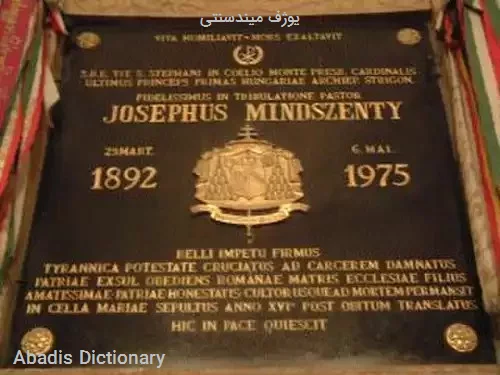 یوژف میندسنتی
VITA HUMILIAVIT · MORS EXALTAVIT
S.R.E. TIT. S. STEPHANI IN COELIO MONTE PRESB. CARDINALIS
ULTIMUS PRINCEPS PRIMAS HUNGARIAE ARCHIEP. STRIGON.
FIDELISSIMUS IN TRIBULATIONE PASTOR
JOSEPHUS MINDSZENTY
29 MART. 6. MAI.
1892 1975
BELLI IMPETU FIRMUS
TYRANNICA POTESTATE CRUCIATUS AD CARCEREM DAMNATUS
PATRIAE EXSUL OBEDIENS ROMANAE MATRIS ECCLESIAE FILIUS
AMATISSIMAE PATRIAE HONESTATIS CULTOR USQUE AD MORTEM PERMANSIT
IN CELLA MARIAE SEPULTUS ANNO XVIº POST OBITUM TRANSLATUS
HIC IN PACE QUIESCIT
Abadis Dictionary